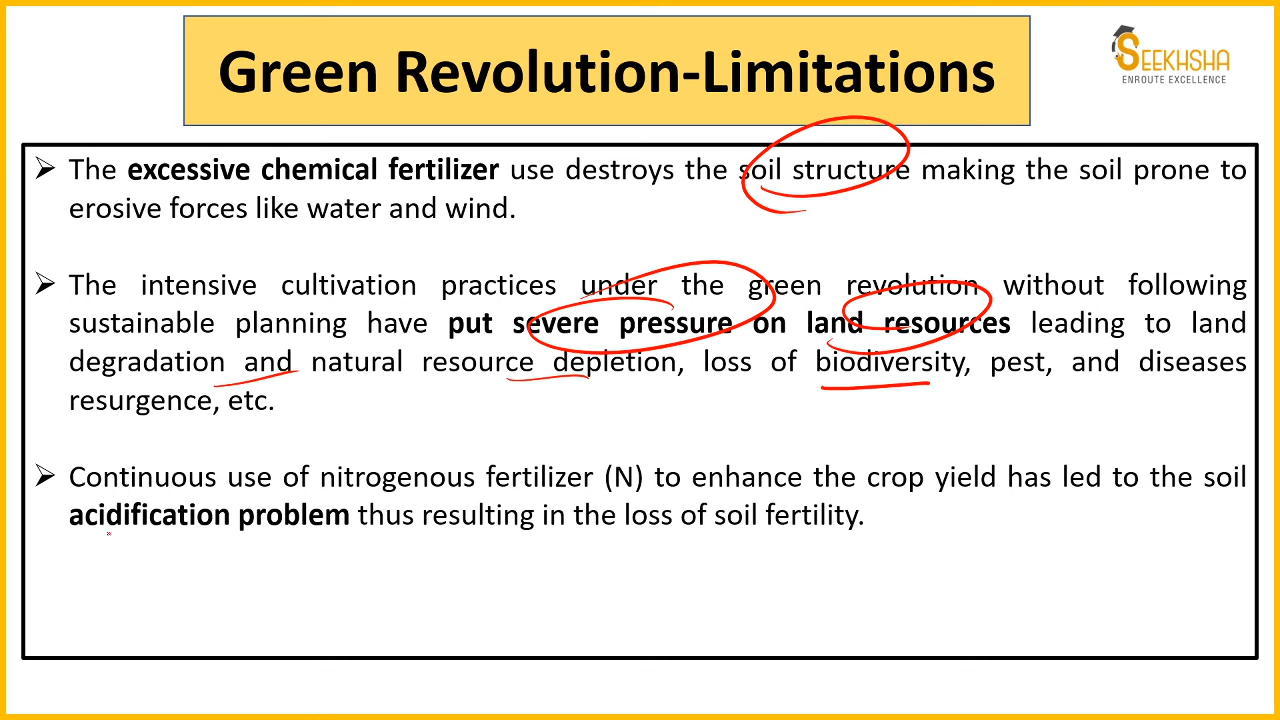 Green Revolution-Limitations
SEEKHSHA
ENROUTE EXCELLENCE
➢ The excessive chemical fertilizer use destroys the soil structure making the soil prone to
erosive forces like water and wind.
➢ The intensive cultivation practices under the green revolution without following
sustainable planning have put severe pressure on land resources leading to land
degradation and natural resource depletion, loss of biodiversity, pest, and diseases
resurgence, etc.
➢ Continuous use of nitrogenous fertilizer (N) to enhance the crop yield has led to the soil
acidification problem thus resulting in the loss of soil fertility.